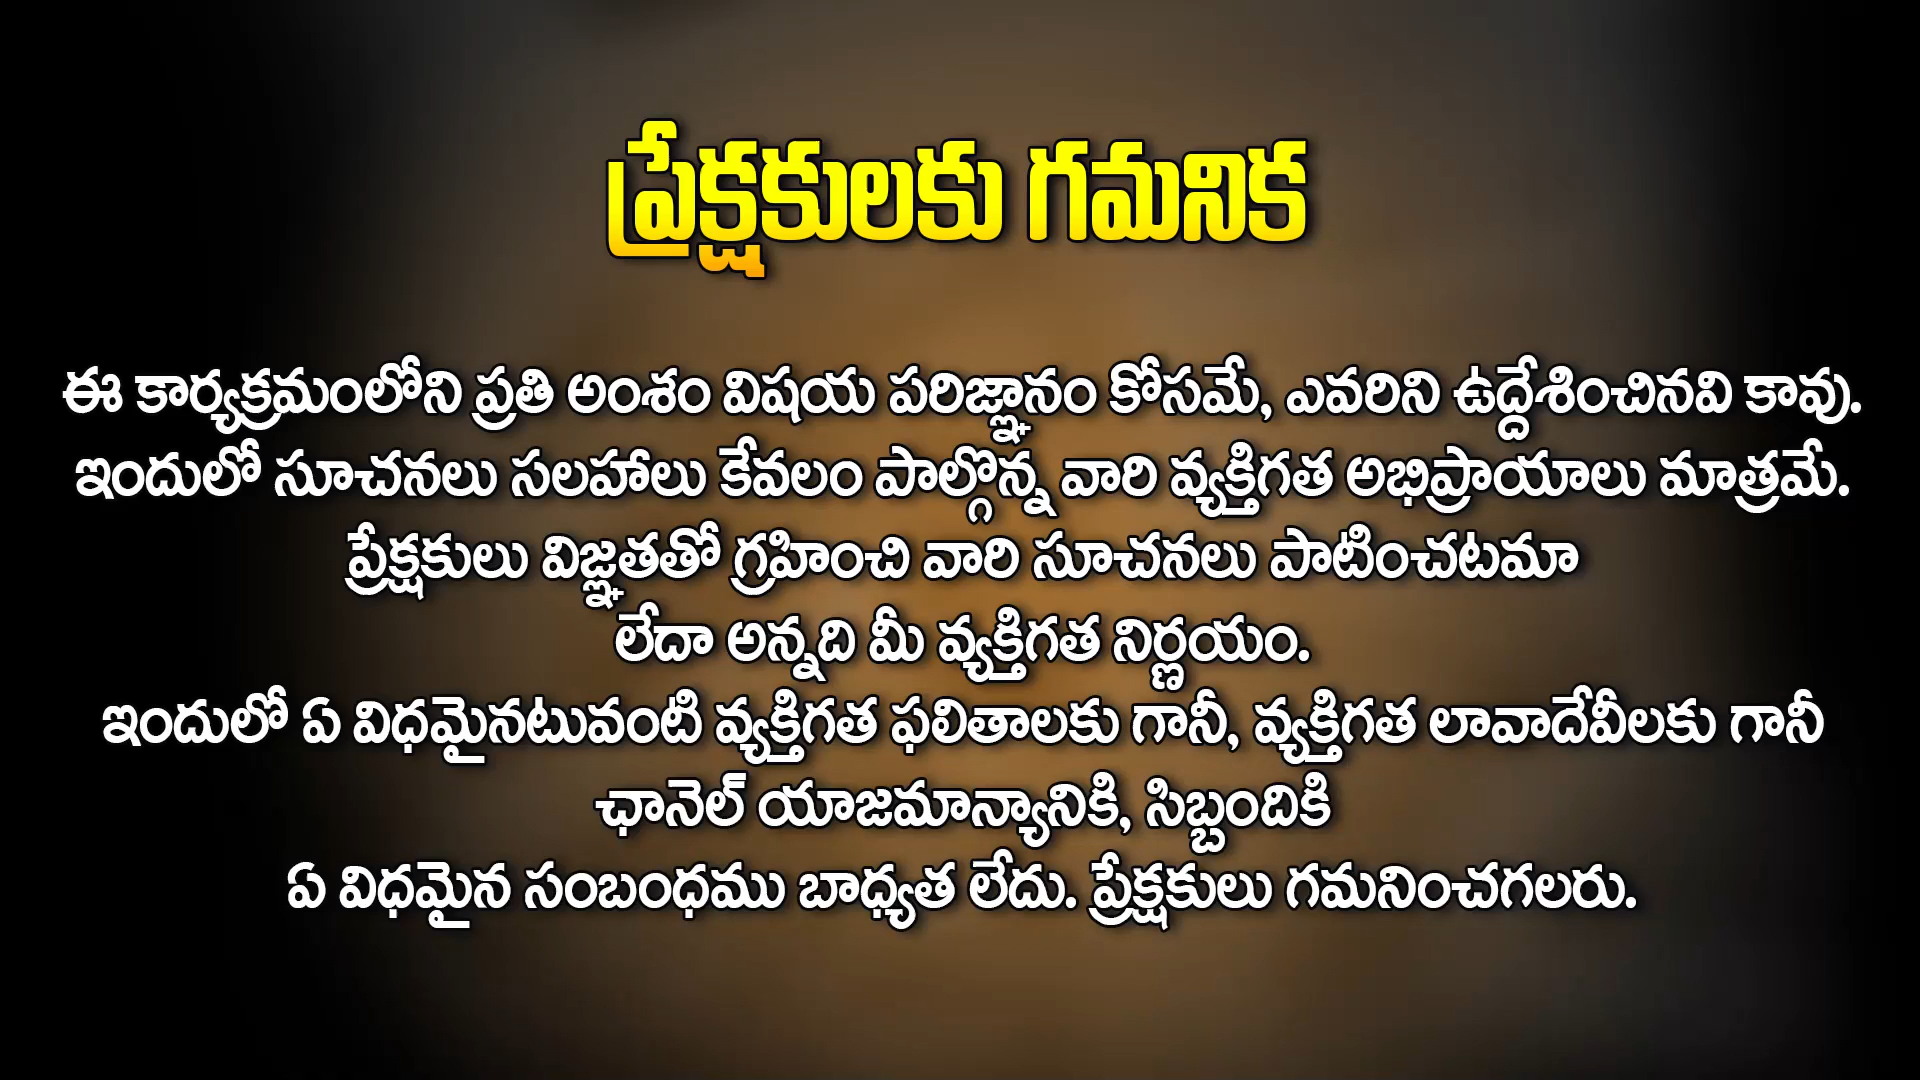 ప్రేక్షకులకు గమనిక
ఈ కార్యక్రమంలోని ప్రతి అంశం విషయ పరిజ్ఞానం కోసమే, ఎవరిని ఉద్దేశించినవి కావు.
ఇందులో సూచనలు సలహాలు కేవలం పాల్గొన్న వారి వ్యక్తిగత అభిప్రాయాలు మాత్రమే.
ప్రేక్షకులు విజ్ఞతతో గ్రహించి వారి సూచనలు పాటించటమా
లేదా అన్నది మీ వ్యక్తిగత నిర్ణయం.
ఇందులో ఏ విధమైనటువంటి వ్యక్తిగత ఫలితాలకు గానీ, వ్యక్తిగత లావాదేవీలకు గానీ
ఛానెల్ యాజమాన్యానికి, సిబ్బందికి
ఏ విధమైన సంబంధము బాధ్యత లేదు. ప్రేక్షకులు గమనించగలరు.